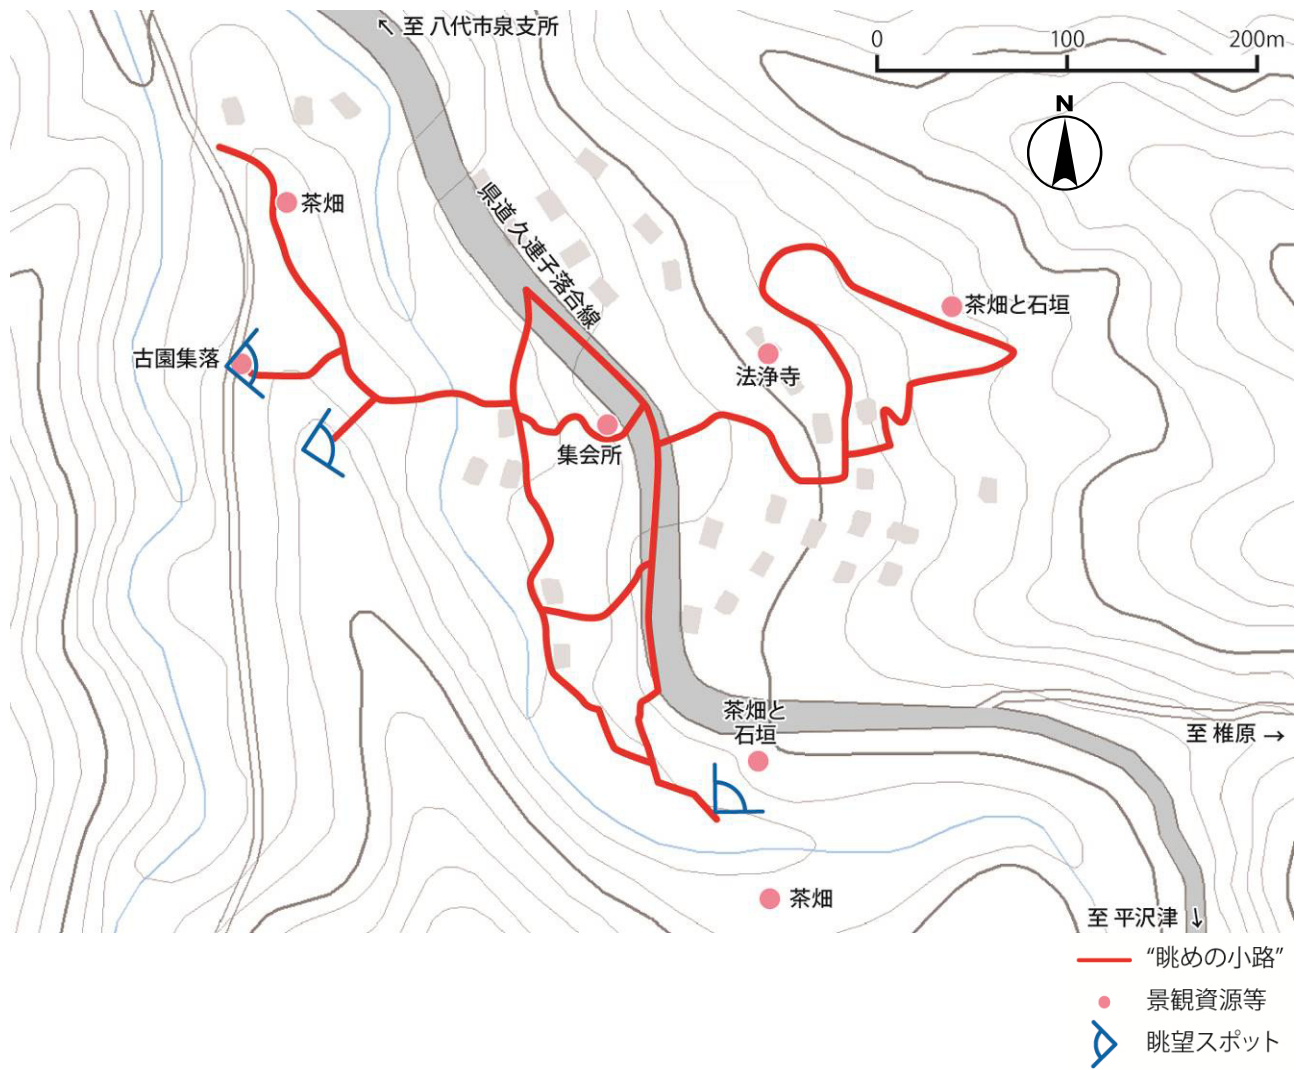 ↖ 至 八代市泉支所
0 100 200m
N
県道 久連子落合線
茶畑
茶畑と石垣
古園集落
法浄寺
集会所
茶畑と
石垣
至 椎原 →
茶畑
至 平沢津 ↓
“眺めの小路”
景観資源等
眺望スポット